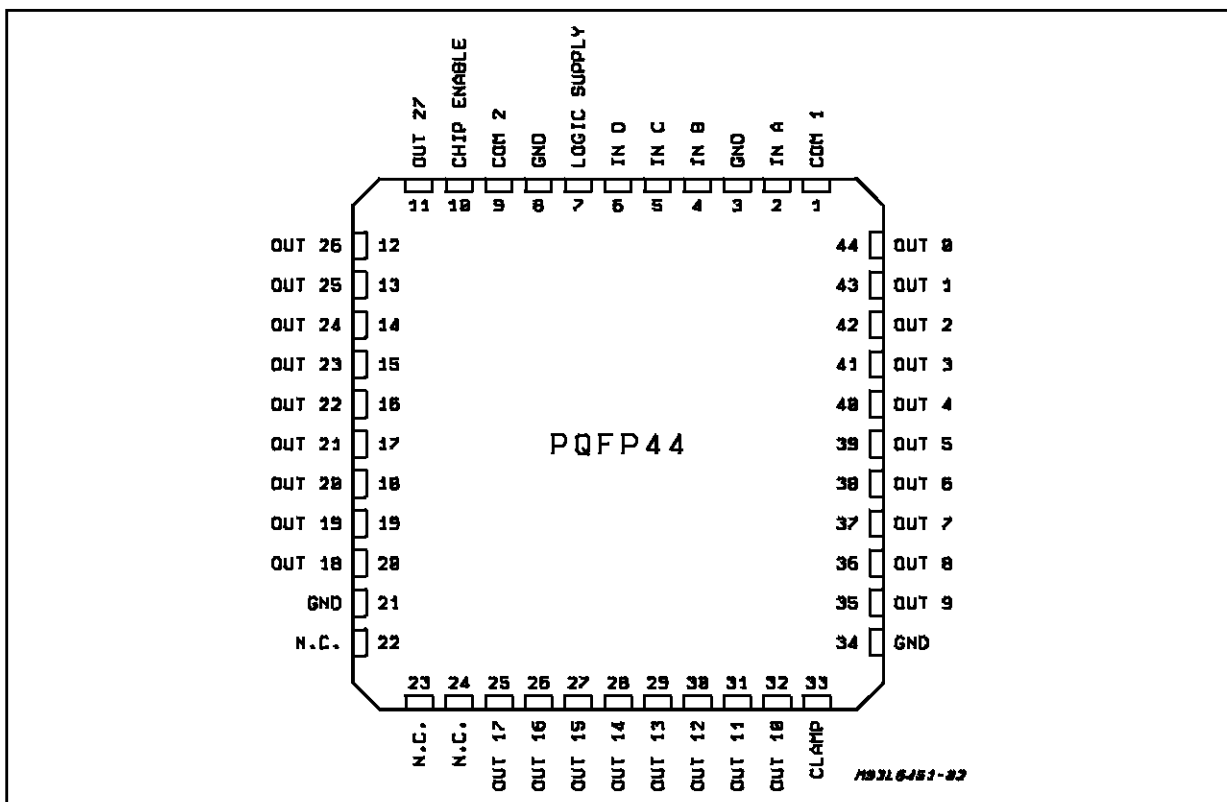 OUT 27
CHIP ENABLE
COM 2
GND
LOGIC SUPPLY
IN D
IN C
IN B
GND
IN A
COM 1
11 10 9 8 7 6 5 4 3 2 1
OUT 26 12
44 OUT 0
OUT 25 13
43 OUT 1
OUT 24 14
42 OUT 2
OUT 23 15
41 OUT 3
OUT 22 16
40 OUT 4
OUT 21 17
39 OUT 5
PQFP44
OUT 20 18
38 OUT 6
OUT 19 19
37 OUT 7
OUT 18 20
36 OUT 8
GND 21
35 OUT 9
N.C. 22
34 GND
23 24 25 26 27 28 29 30 31 32 33
N.C.
N.C.
OUT 17
OUT 16
OUT 15
OUT 14
OUT 13
OUT 12
OUT 11
OUT 10
CLAMP